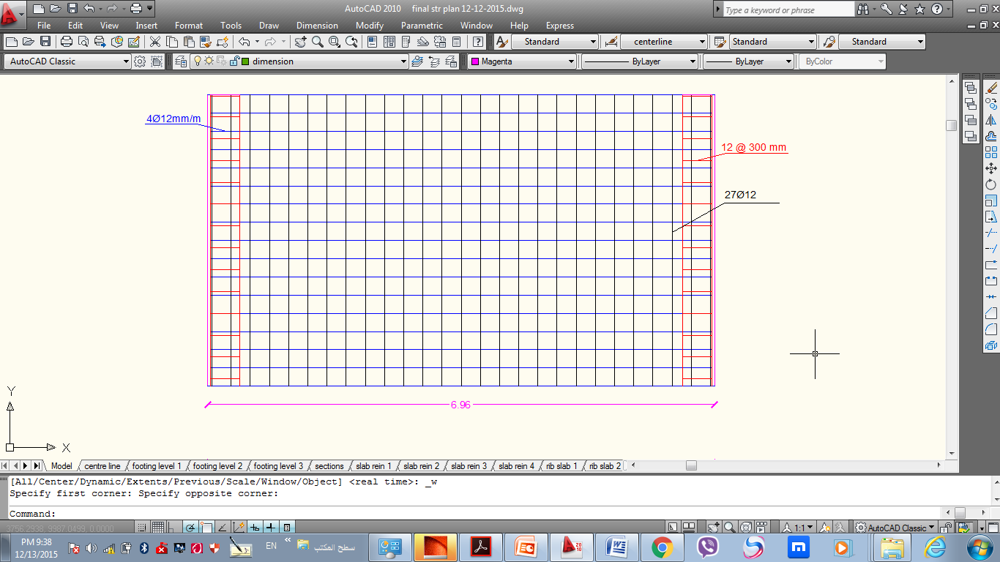 AutoCAD 2010 final str plan 12-12-2015.dwg
Type a keyword or phrase
File Edit View Insert Format Tools Draw Dimension Modify Parametric Window Help Express
Standard centerline Standard Standard
AutoCAD Classic dimension Magenta ByLayer ByLayer ByColor
4Ø12mm/m
12 @ 300 mm
27Ø12
6.96
Y
X
Model centre line footing level 1 footing level 2 footing level 3 sections slab rein 1 slab rein 2 slab rein 3 slab rein 4 rib slab 1 rib slab 2
[All/Center/Dynamic/Extents/Previous/Scale/Window/Object] <real time>: _w
Specify first corner: Specify opposite corner:
Command:
3756.2938, 9987.0499, 0.0000 1:1 AutoCAD Classic
PM 9:38
12/13/2015
EN
سطح المكتب